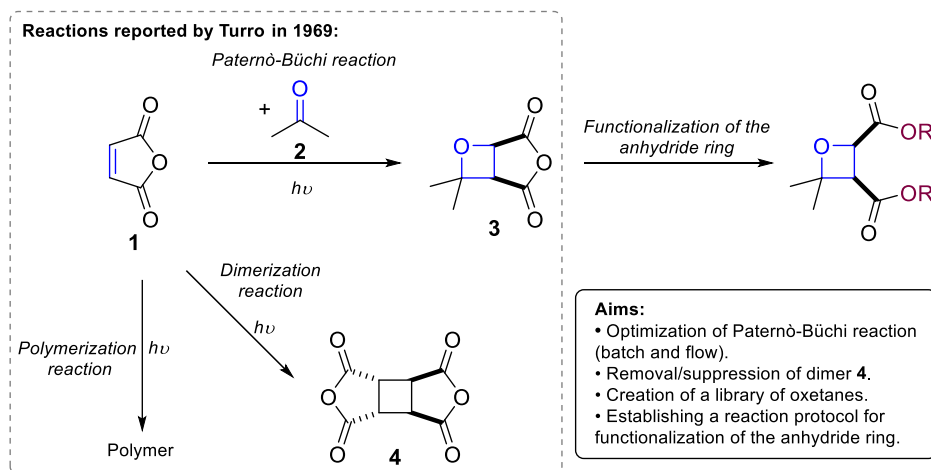 Reactions reported by Turro in 1969:
Paternò-Büchi reaction
O
+
2
hυ
O
O
O
1
O
O
O
O
3
Functionalization of the
anhydride ring
O
O
OR
OR
O
Dimerization
reaction
hυ
Polymerization
reaction
hυ
Polymer
O
O
O
O
O
O
4
Aims:
• Optimization of Paternò-Büchi reaction
(batch and flow).
• Removal/suppression of dimer 4.
• Creation of a library of oxetanes.
• Establishing a reaction protocol for
functionalization of the anhydride ring.